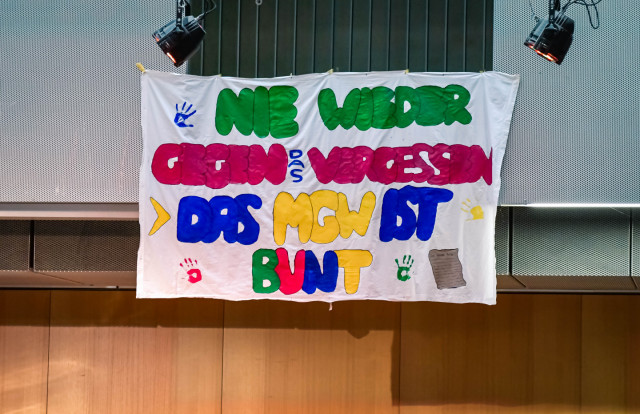 NIE WIEDER
GEGEN DAS VERGESSEN
> DAS MGW IST
BUNT